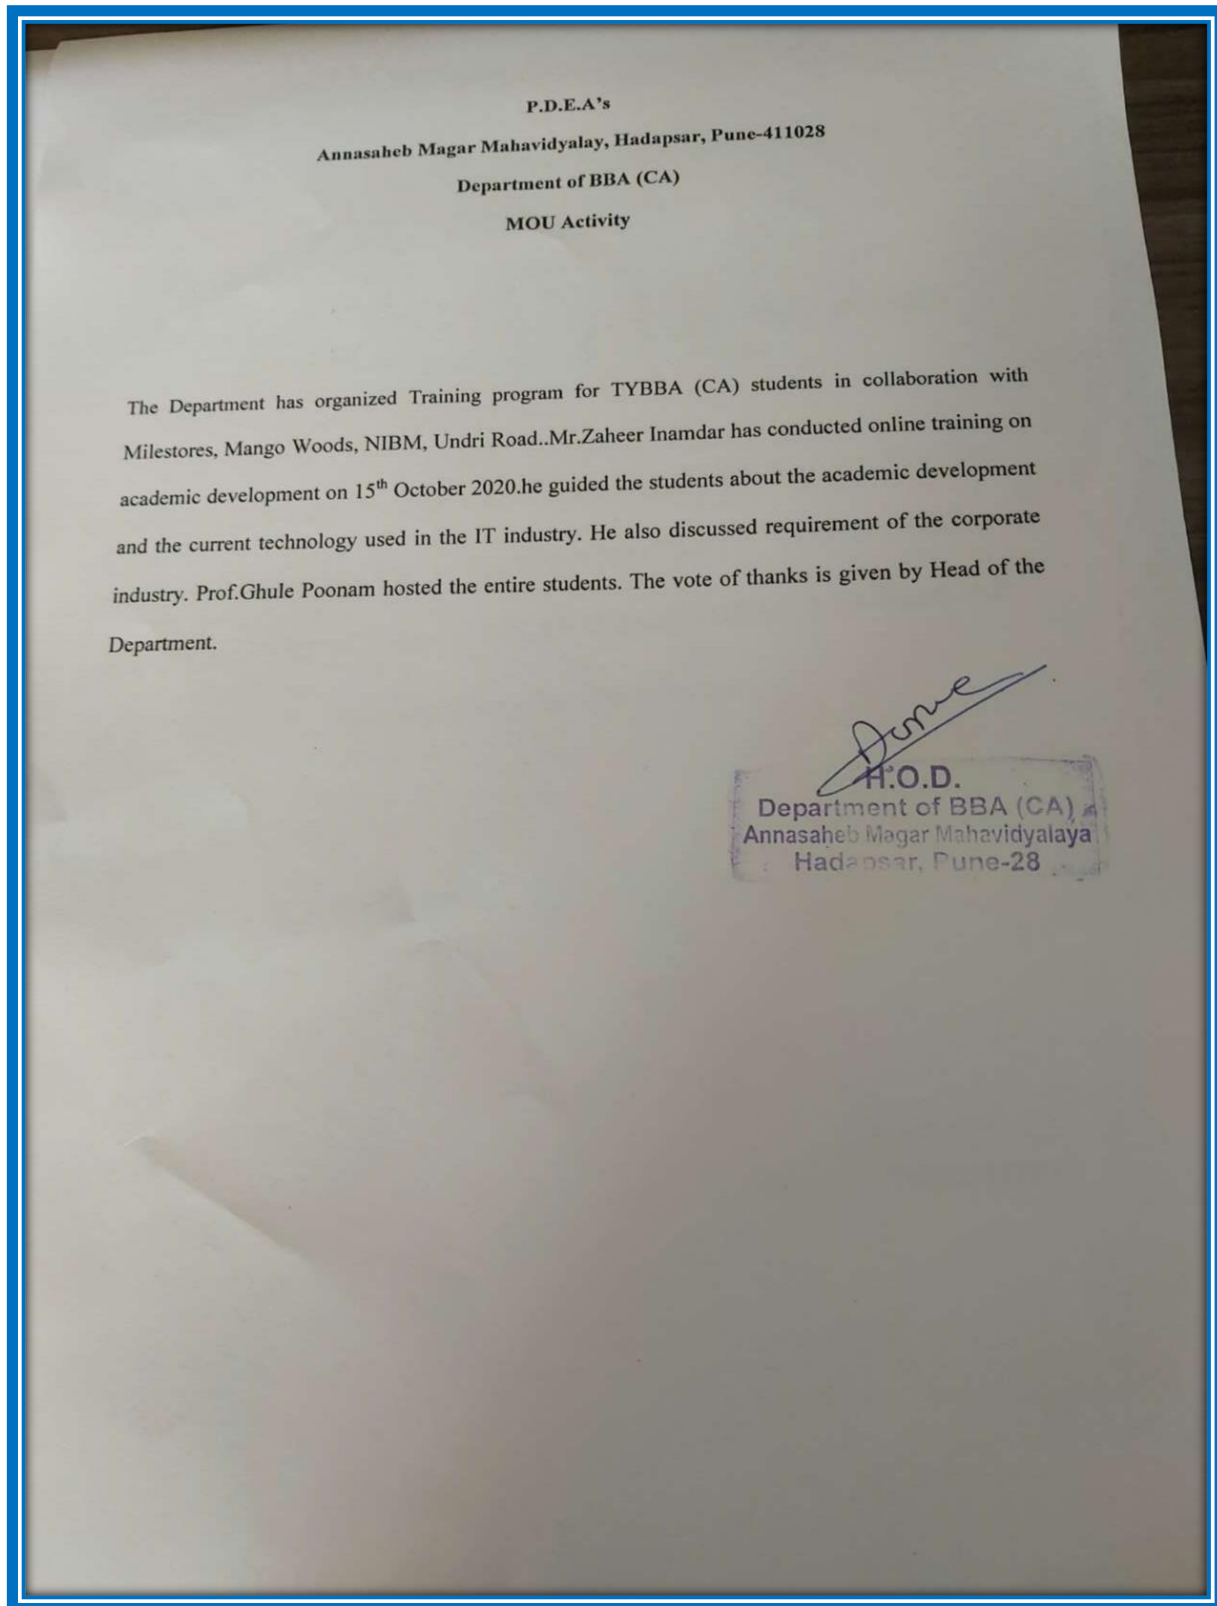 P.D.E.A's
Annasaheb Magar Mahavidyalay, Hadapsar, Pune-411028
Department of BBA (CA)
MOU Activity
The Department has organized Training program for TYBBA (CA) students in collaboration with
Milestores, Mango Woods, NIBM, Undri Road..Mr.Zaheer Inamdar has conducted online training on
academic development on 15th October 2020.he guided the students about the academic development
and the current technology used in the IT industry. He also discussed requirement of the corporate
industry. Prof.Ghule Poonam hosted the entire students. The vote of thanks is given by Head of the
Department.
H.O.D.
Department of BBA (CA)
Annasaheb Magar Mahavidyalaya
Hadapsar, Pune-28